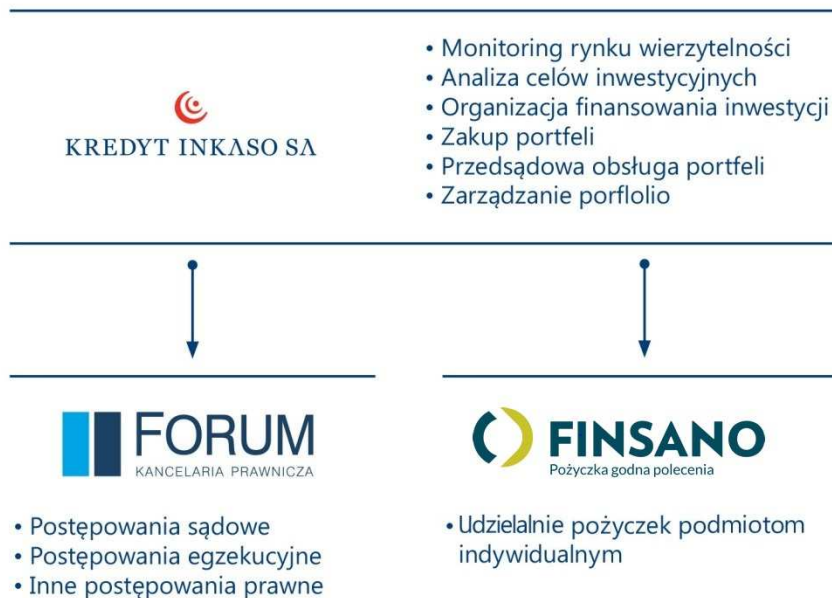 KREDYT INKASO SA
• Monitoring rynku wierzytelności
• Analiza celów inwestycyjnych
• Organizacja finansowania inwestycji
• Zakup portfeli
• Przedsądowa obsługa portfeli
• Zarządzanie porflolio
FORUM
KANCELARIA PRAWNICZA
• Postępowania sądowe
• Postępowania egzekucyjne
• Inne postępowania prawne
FINSANO
Pożyczka godna polecenia
• Udzielalnie pożyczek podmiotom
indywidualnym